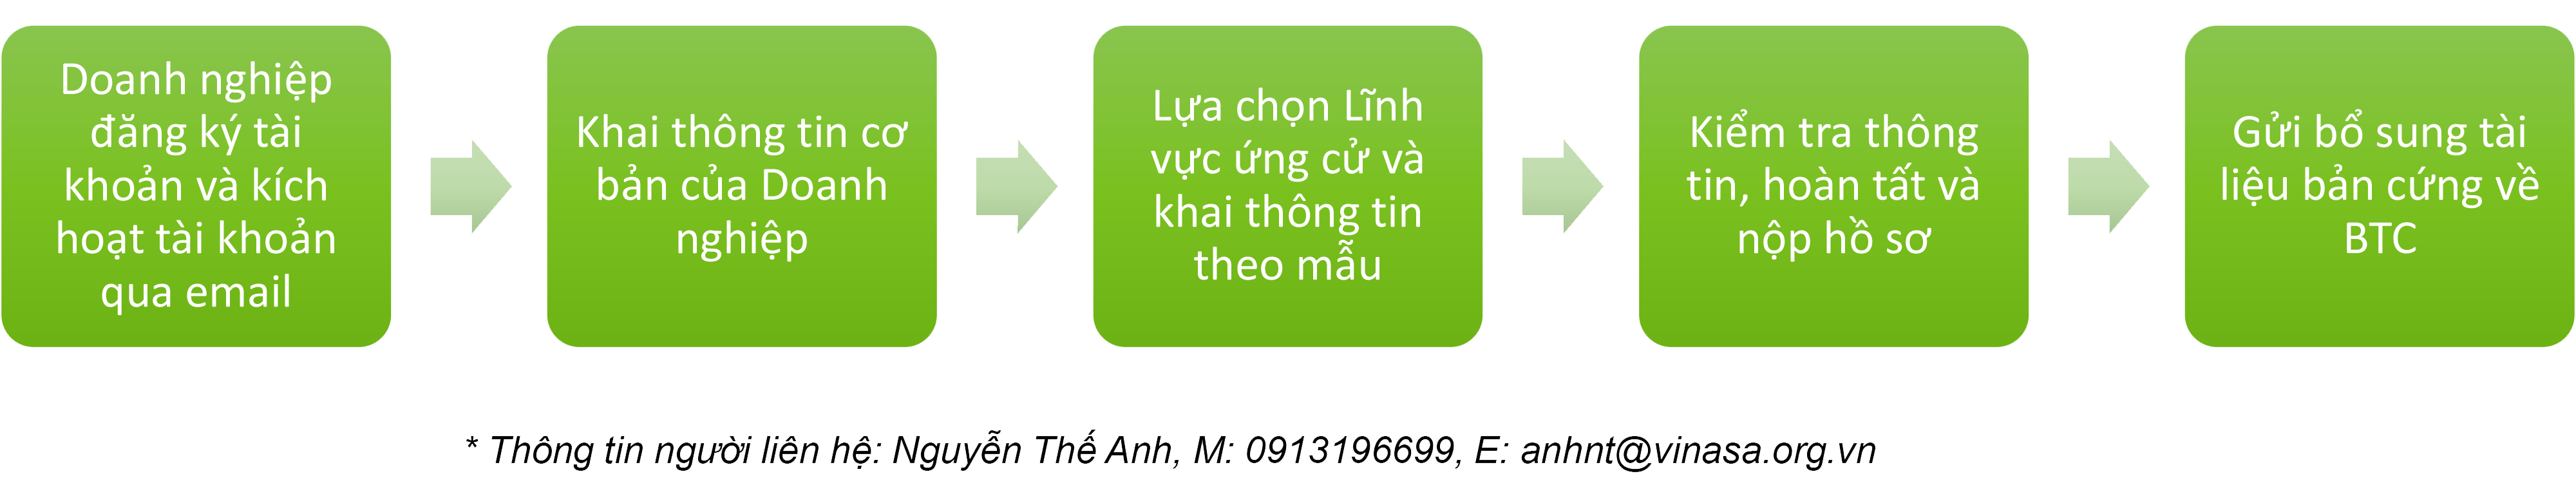 Doanh nghiệp
đăng ký tài
khoản và kích
hoạt tài khoản
qua email
Khai thông tin cơ
bản của Doanh
nghiệp
Lựa chọn Lĩnh
vực ứng cử và
khai thông tin
theo mẫu
Kiểm tra thông
tin, hoàn tất và
nộp hồ sơ
Gửi bổ sung tài
liệu bản cứng về
BTC
* Thông tin người liên hệ: Nguyễn Thế Anh, M: 0913196699, E: anhnt@vinasa.org.vn